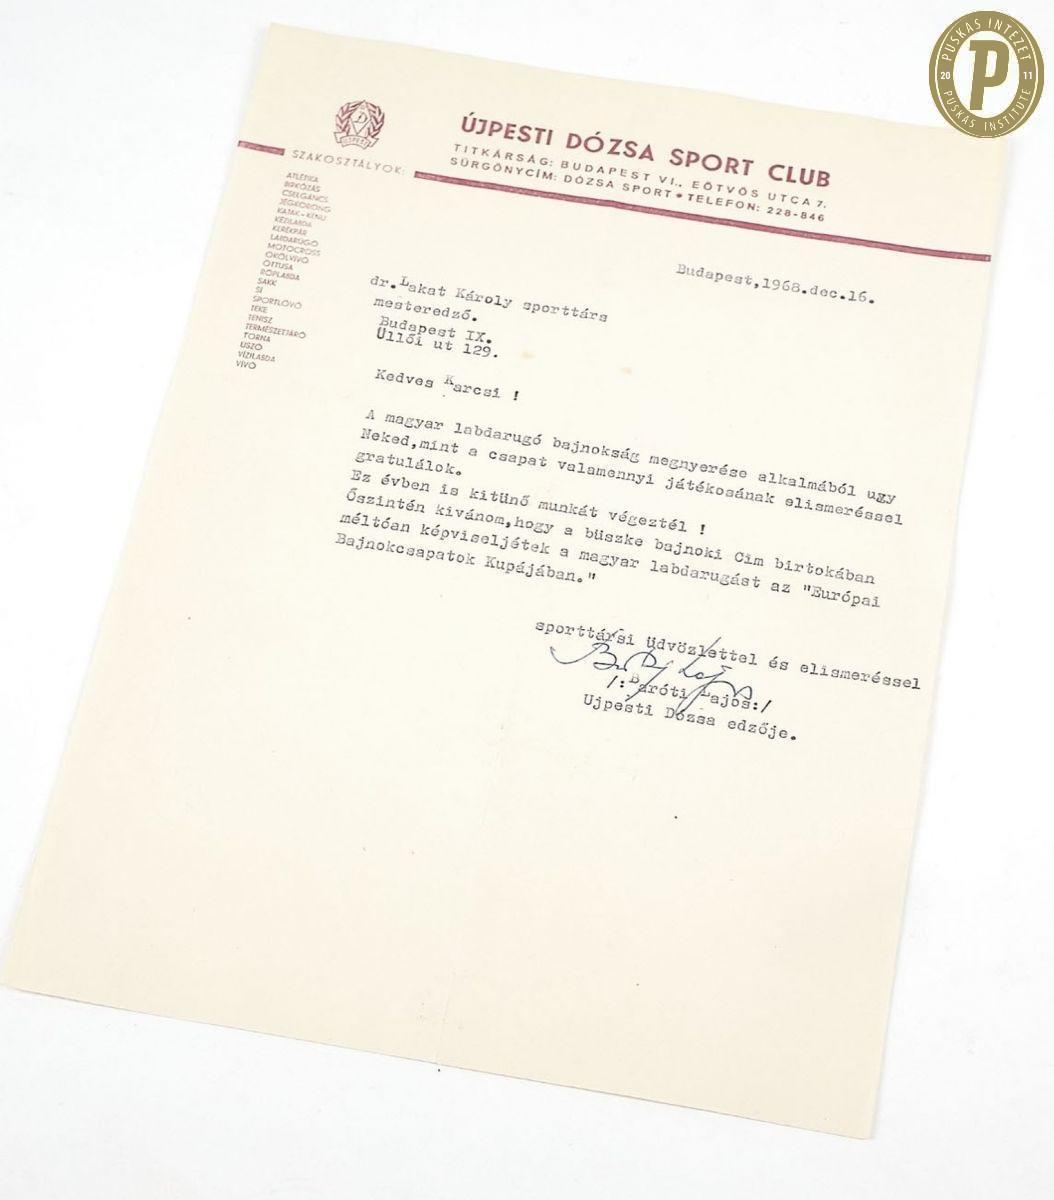 PUSKÁS INTÉZET
20 P 11
PUSKÁS INSTITUTE
ÚJPEST
ÚJPESTI DÓZSA SPORT CLUB
TITKÁRSÁG: BUDAPEST VI., EÖTVÖS UTCA 7.
SÜRGÖNYCÍM: DÓZSA SPORT • TELEFON: 228-846
SZAKOSZTÁLYOK:
ATLÉTIKA
BIRKÓZÁS
CSELGÁNCS
JÉGKORONG
KAJAK-KENU
KÉZILABDA
KERÉKPÁR
LABDARÚGÓ
MOTOCROSS
ÖKÖLVÍVÓ
ÖTTUSA
RÖPLABDA
SAKK
SÍ
SPORTLÖVŐ
TEKE
TENISZ
TERMÉSZETJÁRÓ
TORNA
ÚSZÓ
VÍZILABDA
VÍVÓ
Budapest,1968.dec.16.
dr.Lakat Károly sporttárs
mesteredző.
Budapest IX.
Üllői ut 129.
Kedves Karcsi !
A magyar labdarugó bajnokság megnyerése alkalmából ugy
Neked,mint a csapat valamennyi játékosának elismeréssel
gratulálok.
Ez évben is kitünő munkát végeztél !
Őszintén kivánom,hogy a büszke bajnoki Cim birtokában
méltóan képviseljétek a magyar labdarugást az "Európai
Bajnokcsapatok Kupájában."
sporttársi üdvözlettel és elismeréssel
/:Baróti Lajos:/
Ujpesti Dózsa edzője.